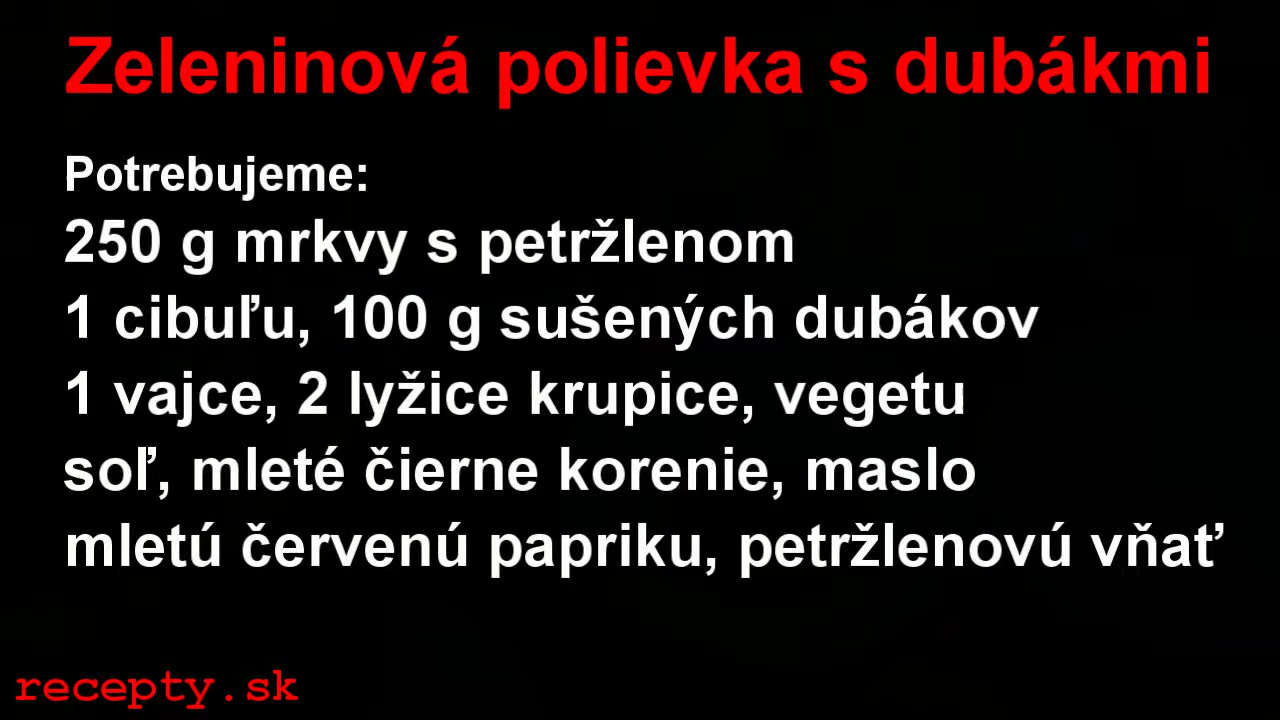 Zeleninová polievka s dubákmi
Potrebujeme:
250 g mrkvy s petržlenom
1 cibuľu, 100 g sušených dubákov
1 vajce, 2 lyžice krupice, vegetu
soľ, mleté čierne korenie, maslo
mletú červenú papriku, petržlenovú vňať
recepty.sk